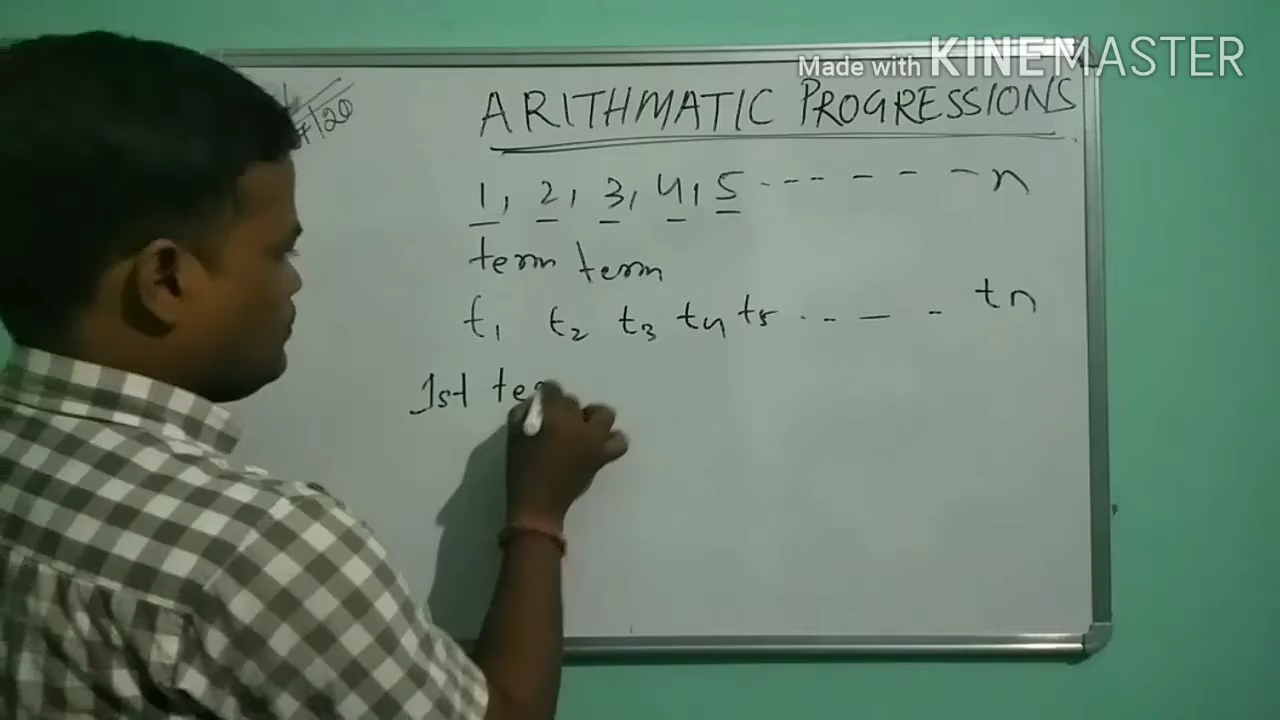 Made with KINEMASTER
ARITHMATIC PROGRESSIONS
1, 2, 3, 4, 5 - - - - - - - n
term term
t1 t2 t3 t4 t5 - - - - - tn
1st te